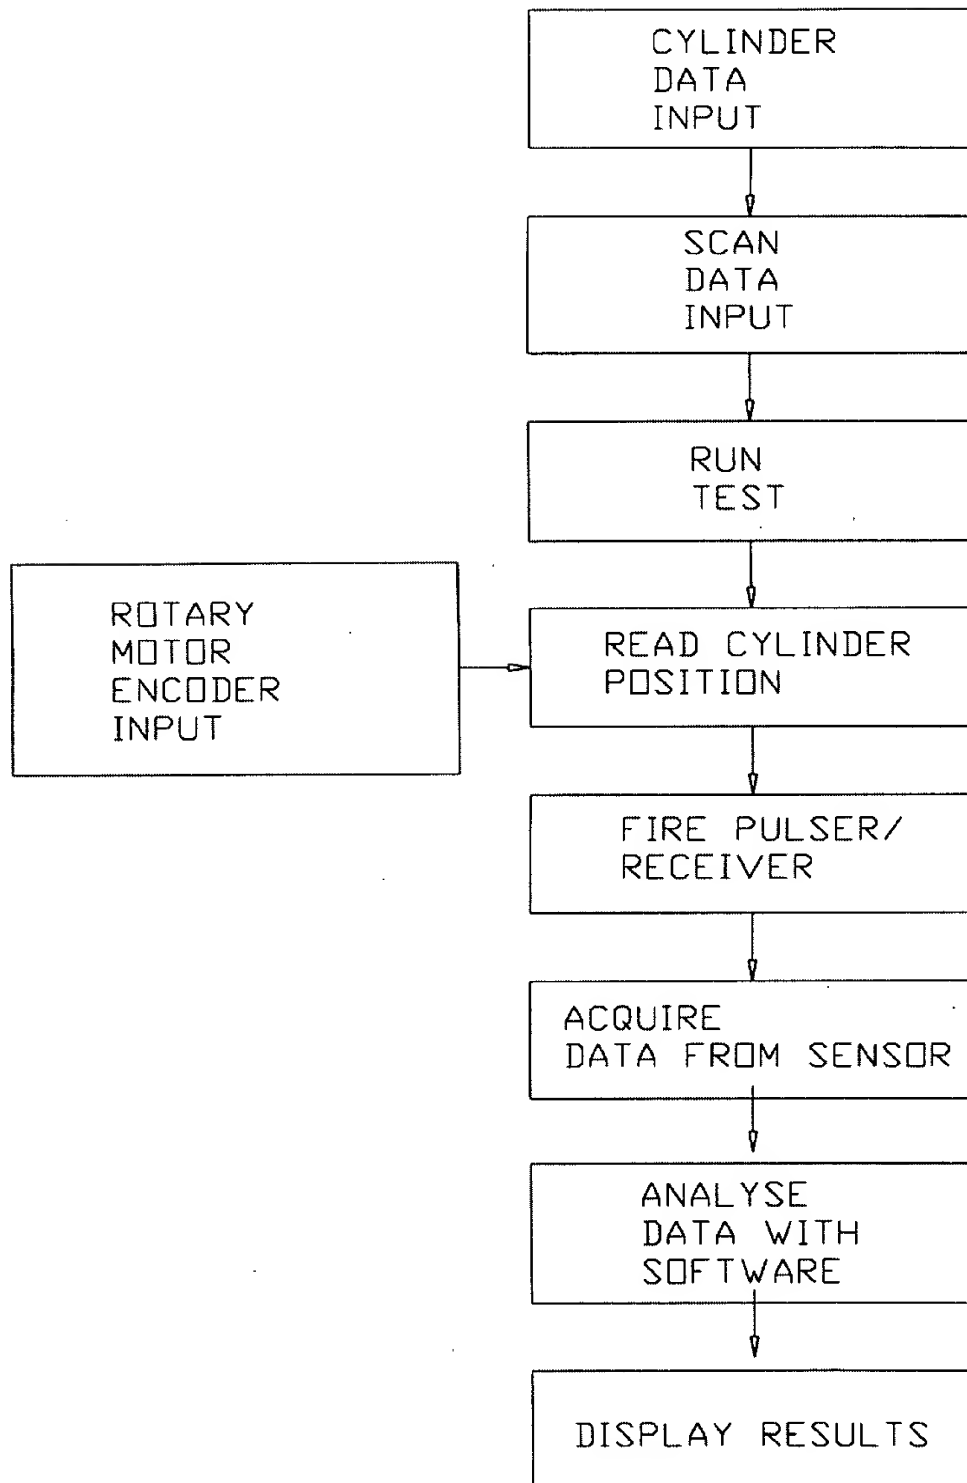 CYLINDER
DATA
INPUT
SCAN
DATA
INPUT
RUN
TEST
ROTARY
MOTOR
ENCODER
INPUT
READ CYLINDER
POSITION
FIRE PULSER/
RECEIVER
ACQUIRE
DATA FROM SENSOR
ANALYSE
DATA WITH
SOFTWARE
DISPLAY RESULTS